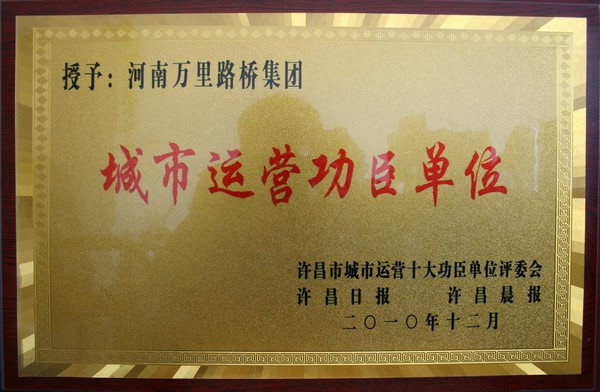 授予：河南万里路桥集团
城市运营功臣单位
许昌市城市运营十大功臣单位评委会
许昌日报 许昌晨报
二〇一〇年十二月